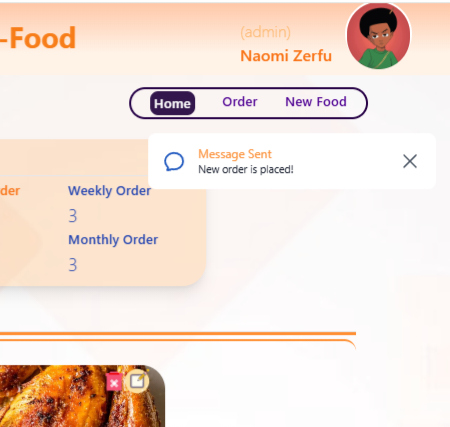 -Food
(admin)
Naomi Zerfu
Home Order New Food
Message Sent
New order is placed!
der
Weekly Order
3
Monthly Order
3